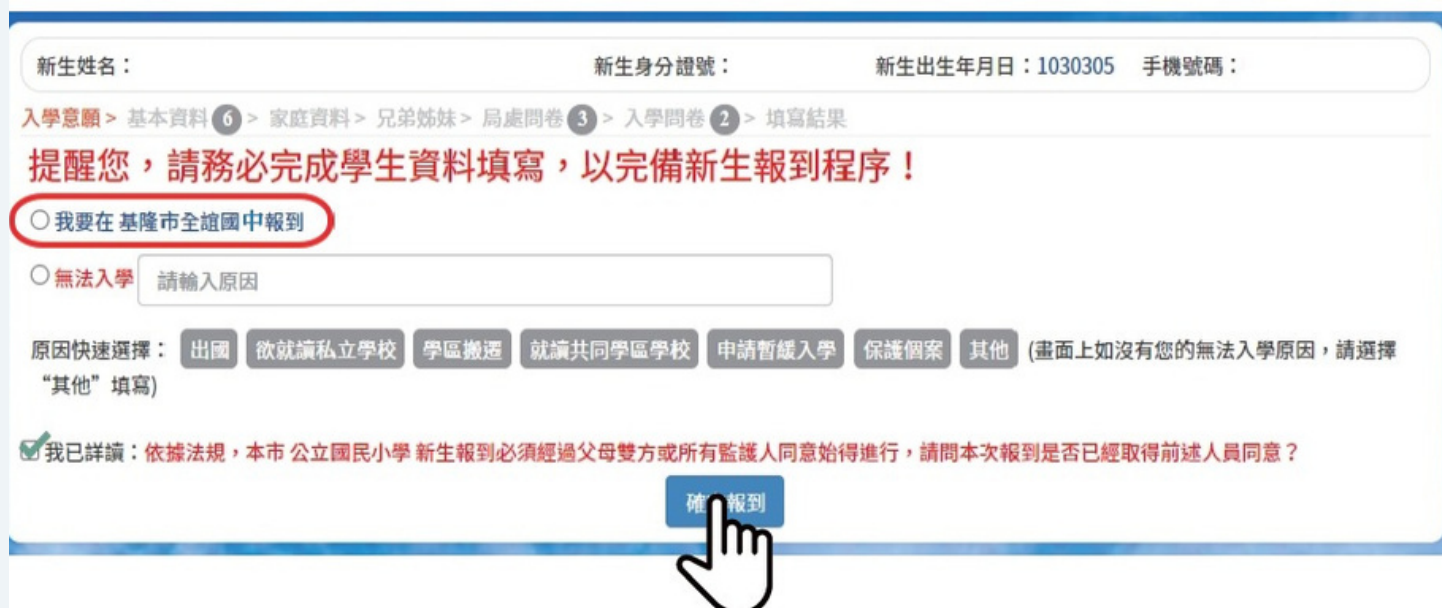 新生姓名： 新生身分證號： 新生出生年月日：1030305 手機號碼：
入學意願> 基本資料 6 > 家庭資料> 兄弟姊妹> 局處問卷 3 > 入學問卷 2 > 填寫結果
提醒您，請務必完成學生資料填寫，以完備新生報到程序！
我要在 基隆市全誼國中報到
無法入學 請輸入原因
原因快速選擇： 出國 欲就讀私立學校 學區搬遷 就讀共同學區學校 申請暫緩入學 保護個案 其他 (畫面上如沒有您的無法入學原因，請選擇
“其他”填寫)
我已詳讀：依據法規，本市 公立國民小學 新生報到必須經過父母雙方或所有監護人同意始得進行，請問本次報到是否已經取得前述人員同意？
確 報到